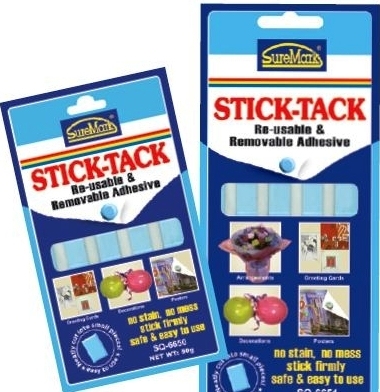 SureMark
STICK-TACK
Re-usable &
Removable Adhesive
Greeting Cards
Decorations
Posters
no stain, no mess
stick firmly
safe & easy to use
SQ-6650
NET WT: 50g
SureMark
STICK-TACK
Re-usable &
Removable Adhesive
Arrangements
Greeting Cards
Decorations
Posters
no stain, no mess
stick firmly
safe & easy to use